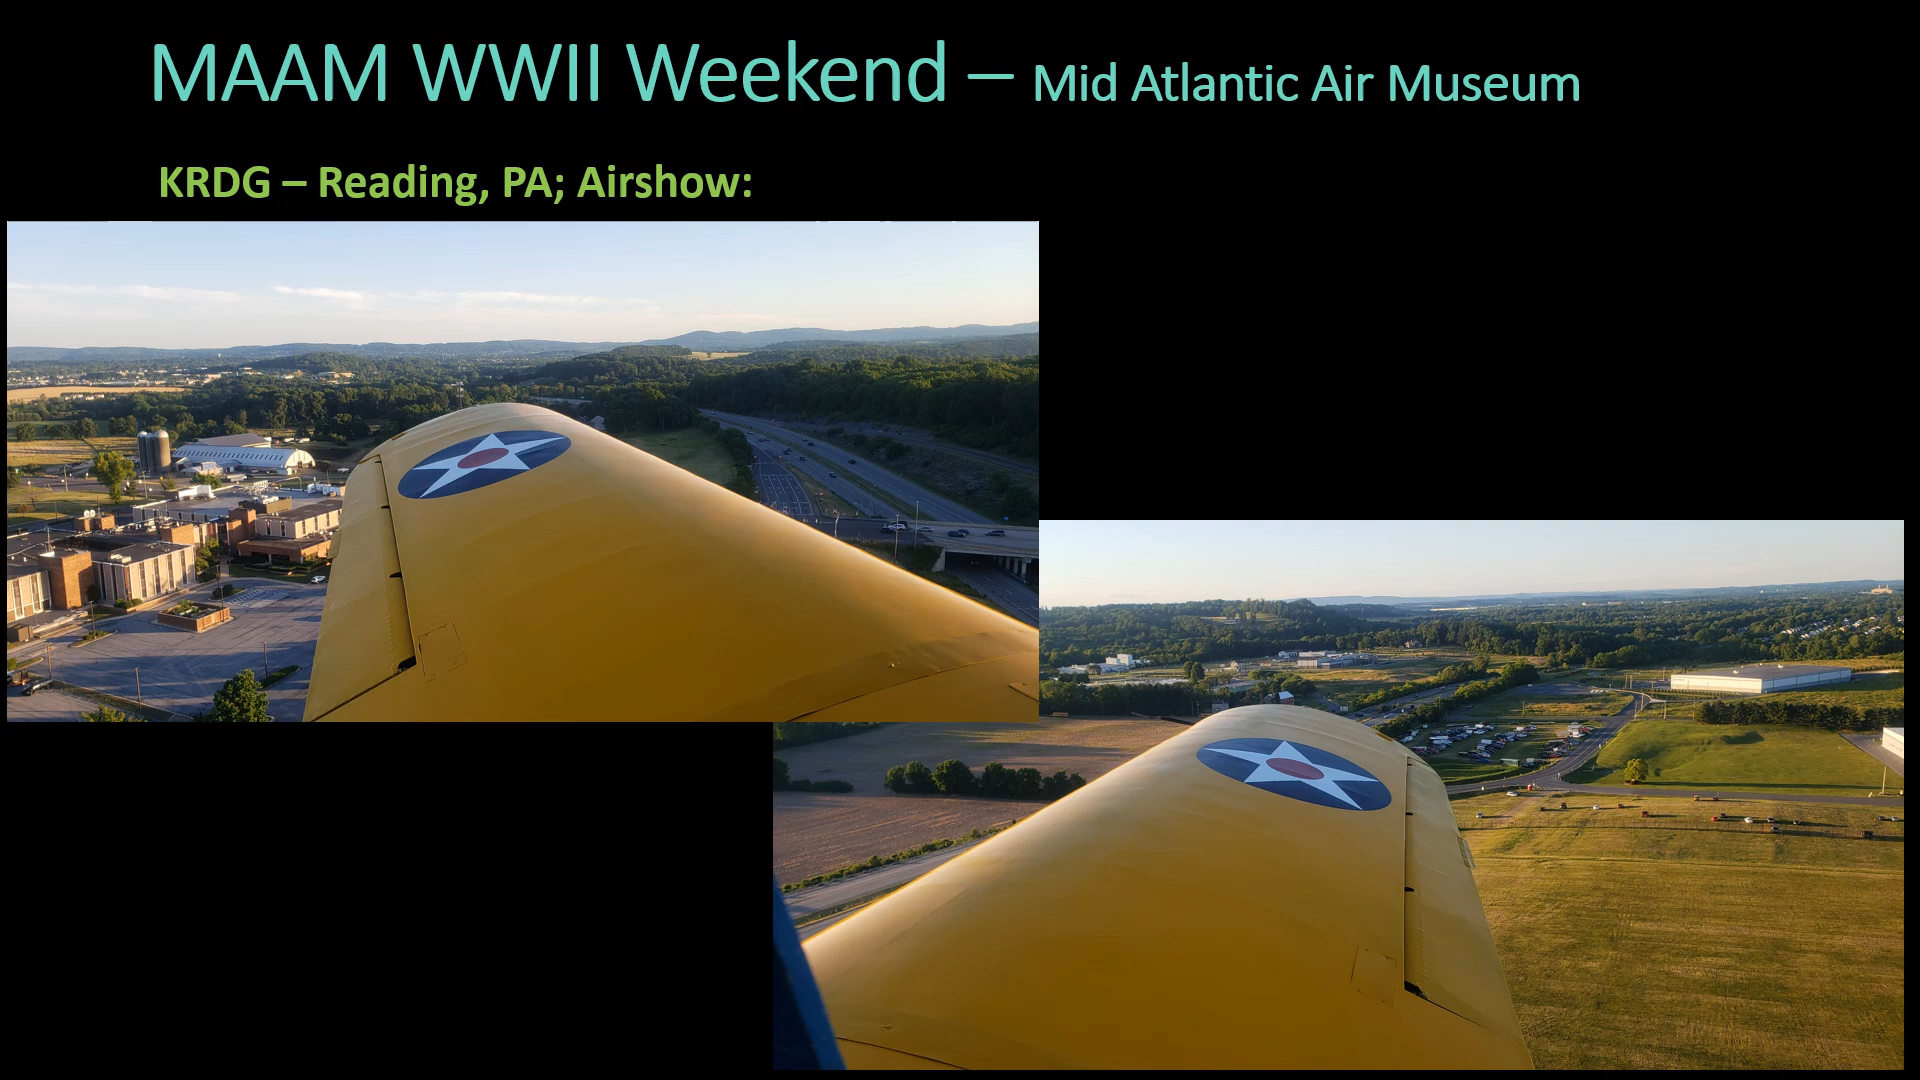 MAAM WWII Weekend – Mid Atlantic Air Museum
KRDG – Reading, PA; Airshow: